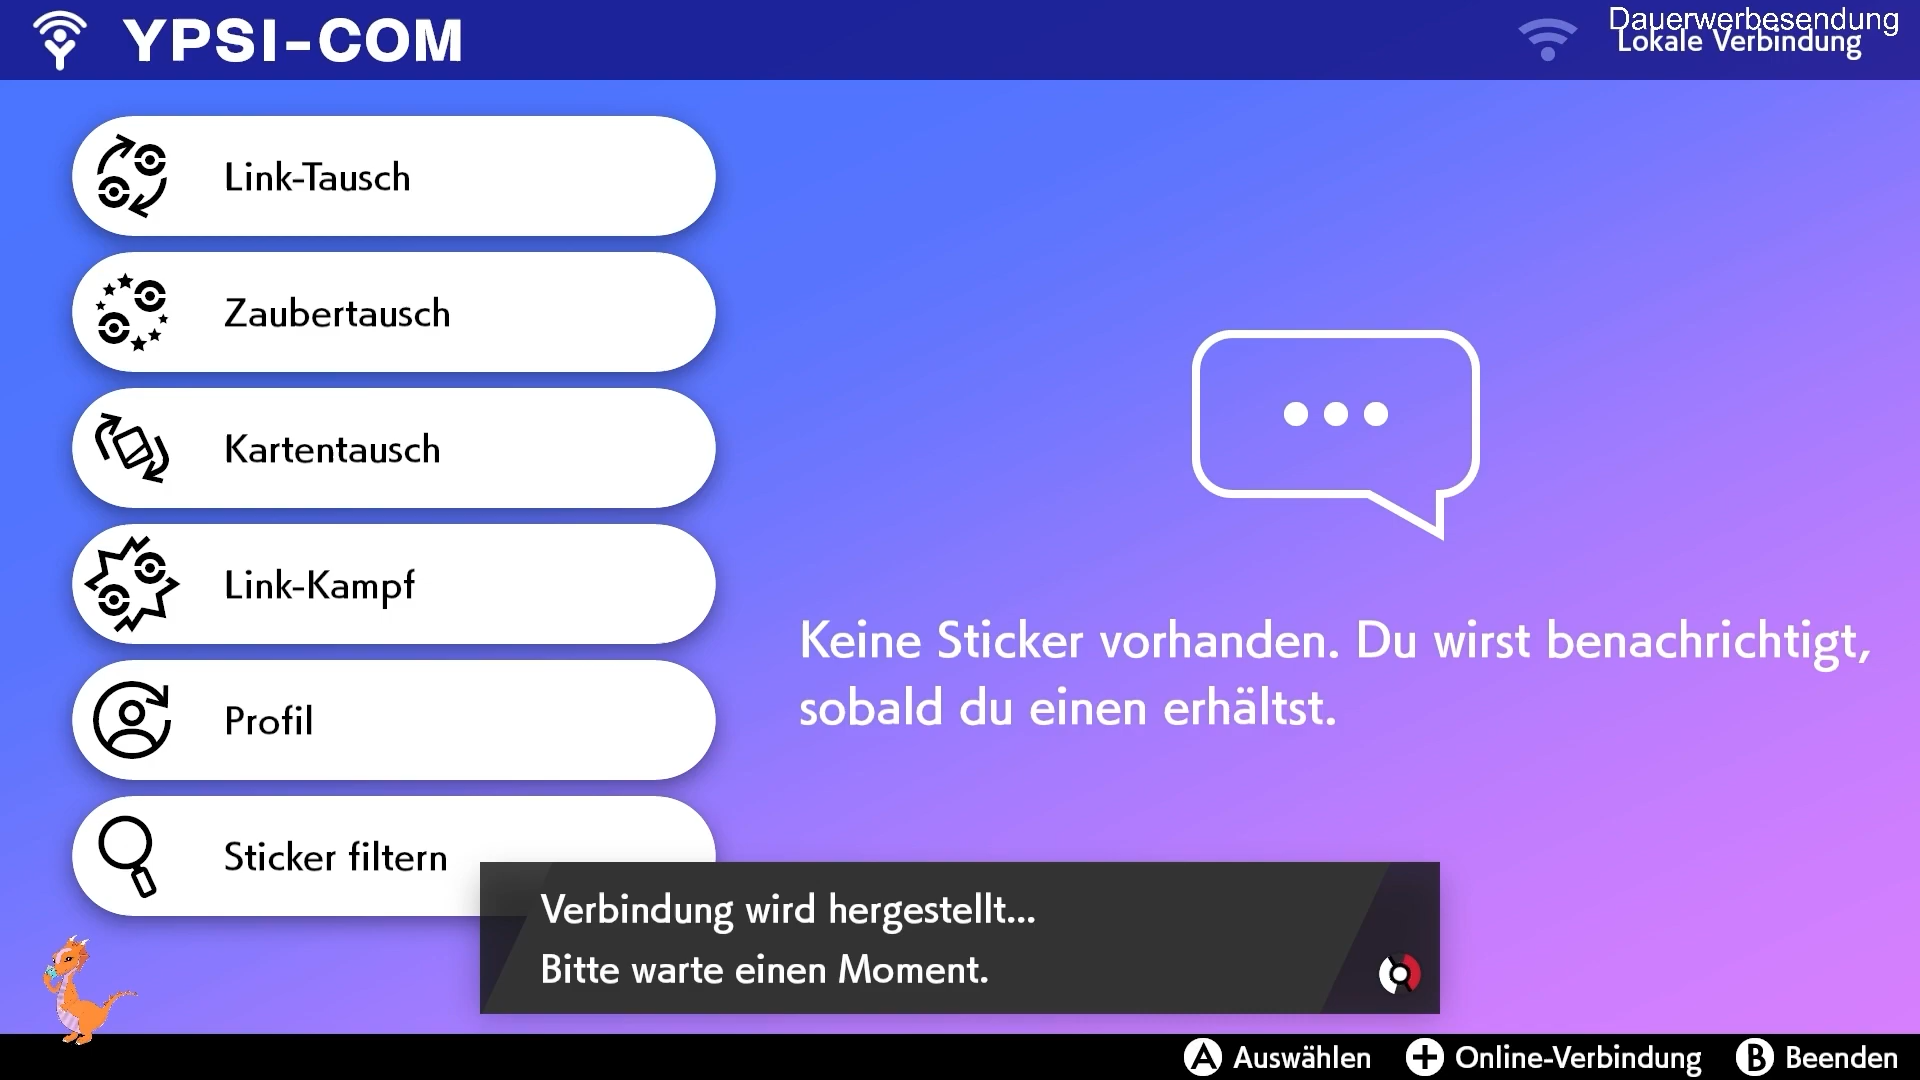 YPSI-COM
Dauerwerbesendung
Lokale Verbindung
Link-Tausch
Zaubertausch
Kartentausch
Link-Kampf
Profil
Sticker filtern
Keine Sticker vorhanden. Du wirst benachrichtigt,
sobald du einen erhältst.
Verbindung wird hergestellt...
Bitte warte einen Moment.
A Auswählen + Online-Verbindung B Beenden